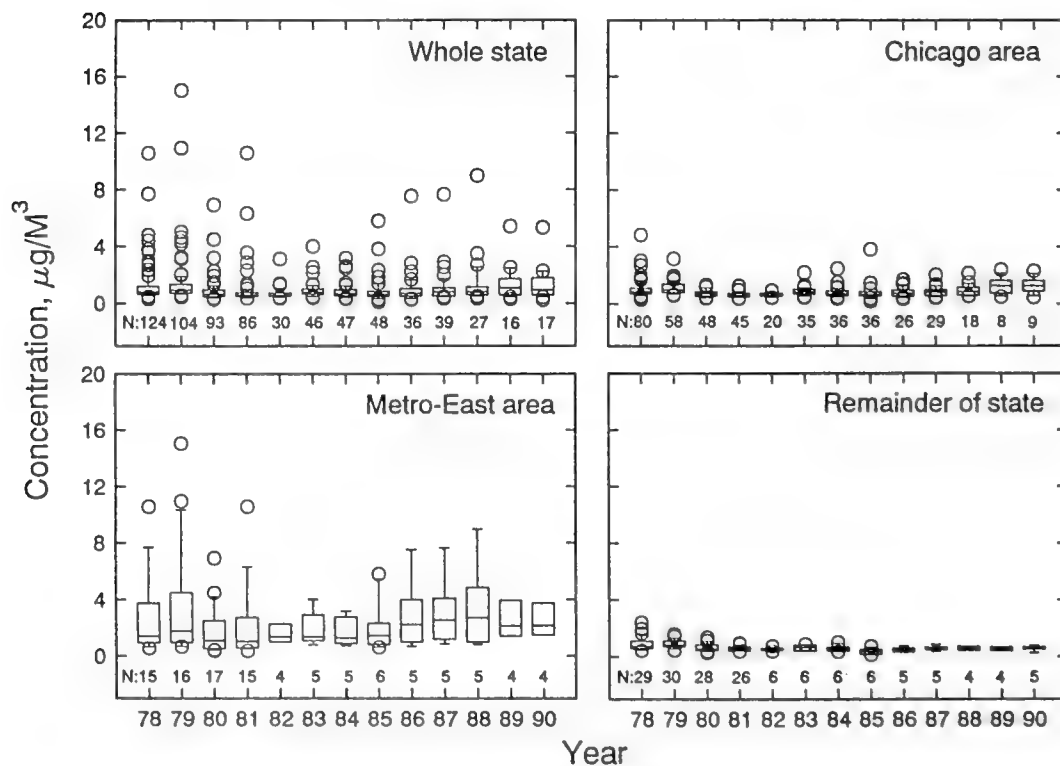 20
16
12
8
4
0
Whole state
N:124 104 93 86 30 46 47 48 36 39 27 16 17
Chicago area
N:80 58 48 45 20 35 36 36 26 29 18 8 9
Concentration, μg/M³
20
16
12
8
4
0
Metro-East area
N:15 16 17 15 4 5 5 6 5 5 5 4 4
Remainder of state
N:29 30 28 26 6 6 6 6 5 5 4 4 5
78 79 80 81 82 83 84 85 86 87 88 89 90
78 79 80 81 82 83 84 85 86 87 88 89 90
Year